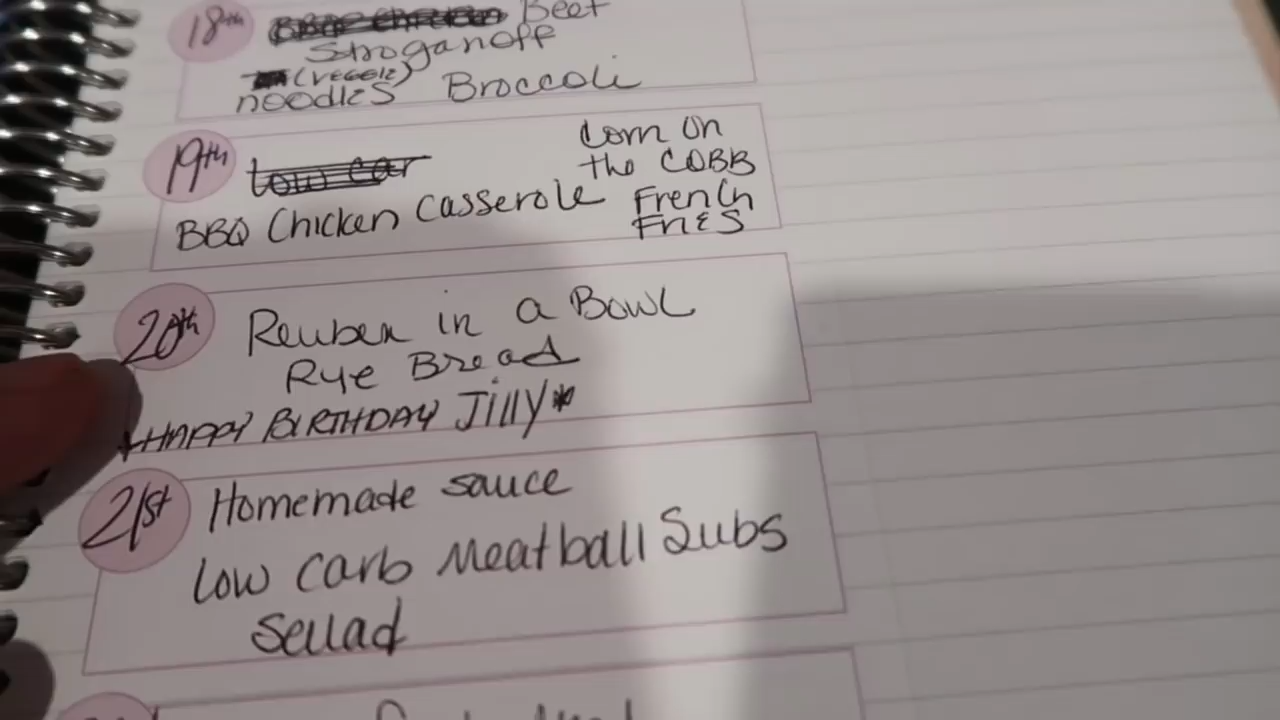 18th Beef
Stroganoff
(veggie)
noodles Broccoli
19th Corn On
the COBB
BBQ Chicken Casserole French
Fries
20th Reuben in a Bowl
Rye Bread
*HAPPY BIRTHDAY Jilly*
21st Homemade sauce
Low carb Meatball Subs
Sellad